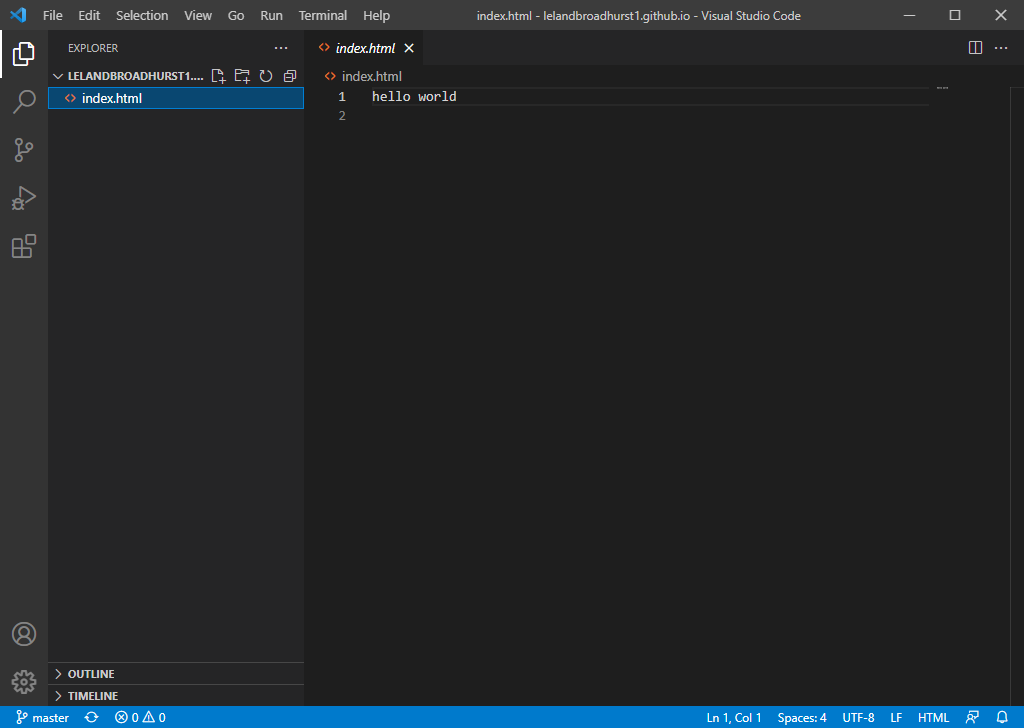 File Edit Selection View Go Run Terminal Help index.html - lelandbroadhurst1.github.io - Visual Studio Code
EXPLORER
index.html
LELANDBROADHURST1....
index.html
index.html
1 hello world
2
OUTLINE
TIMELINE
master 0 0 Ln 1, Col 1 Spaces: 4 UTF-8 LF HTML